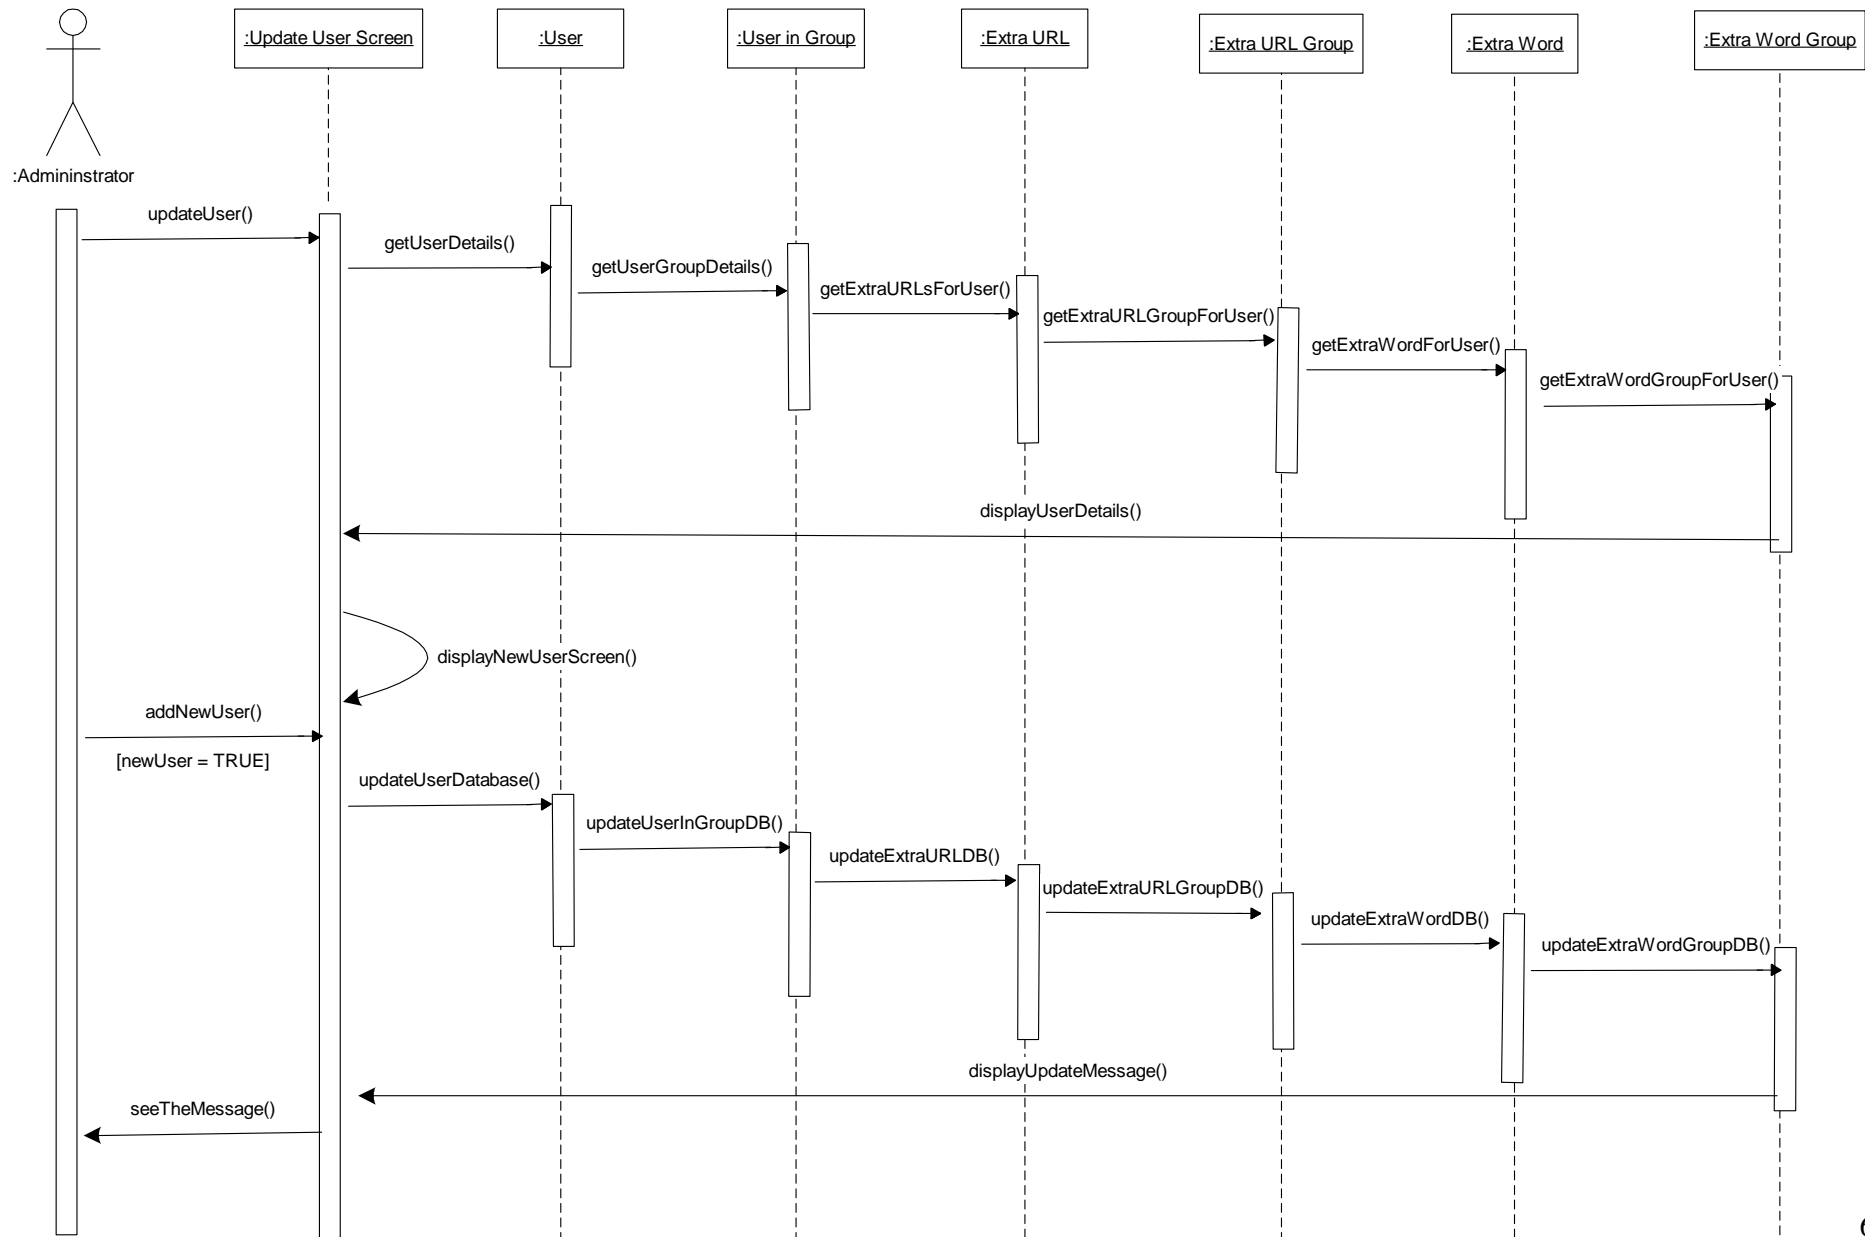 :Update User Screen
:User
:User in Group
:Extra URL
:Extra URL Group
:Extra Word
:Extra Word Group
:Admininstrator
updateUser()
getUserDetails()
getUserGroupDetails()
getExtraURLsForUser()
getExtraURLGroupForUser()
getExtraWordForUser()
getExtraWordGroupForUser()
displayUserDetails()
displayNewUserScreen()
addNewUser()
[newUser = TRUE]
updateUserDatabase()
updateUserInGroupDB()
updateExtraURLDB()
updateExtraURLGroupDB()
updateExtraWordDB()
updateExtraWordGroupDB()
displayUpdateMessage()
seeTheMessage()